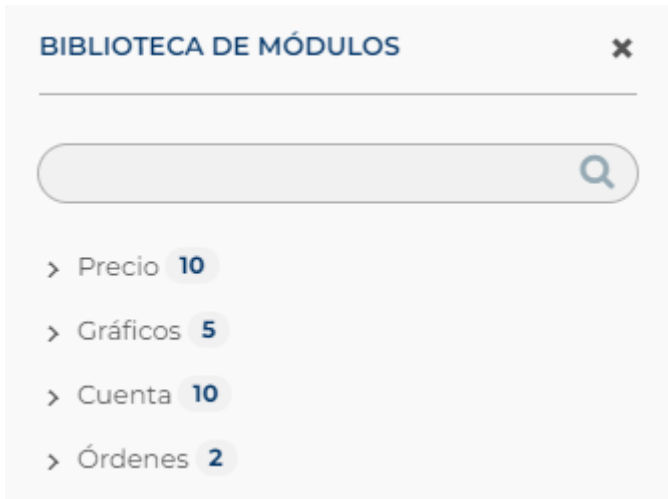 BIBLIOTECA DE MÓDULOS
Precio 10
Gráficos 5
Cuenta 10
Órdenes 2